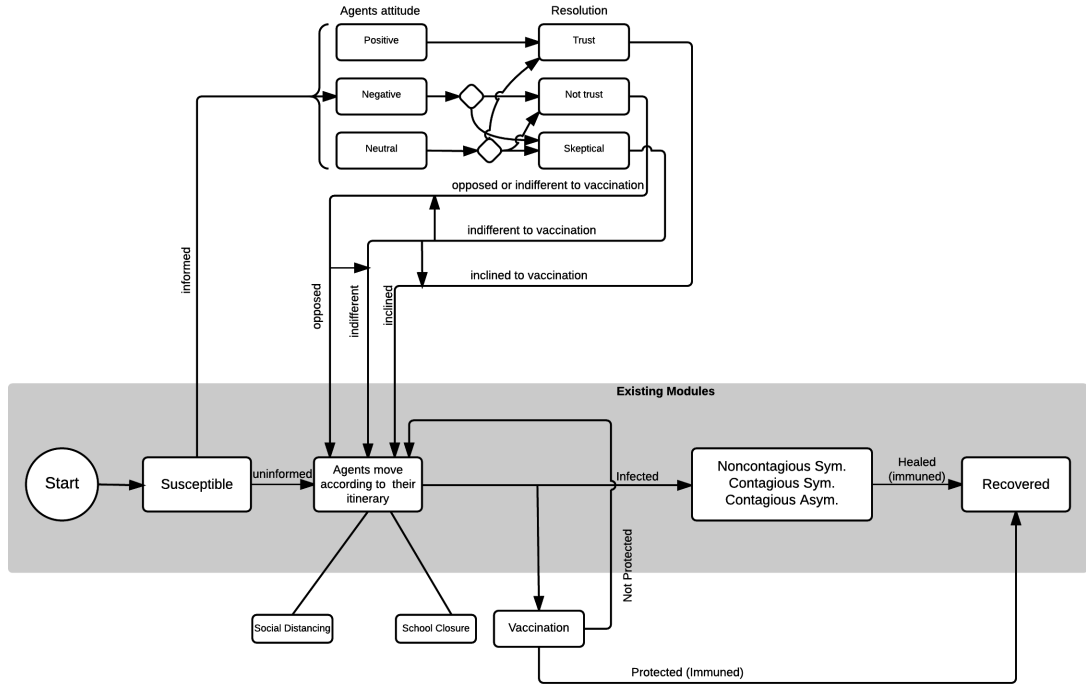 Agents attitude
Resolution
Positive
Trust
Negative
Not trust
Neutral
Skeptical
opposed or indifferent to vaccination
indifferent to vaccination
inclined to vaccination
informed
opposed
indifferent
inclined
Existing Modules
Start
Susceptible
uninformed
Agents move
according to their
itinerary
Infected
Noncontagious Sym.
Contagious Sym.
Contagious Asym.
Healed
(immuned)
Recovered
Not Protected
Social Distancing
School Closure
Vaccination
Protected (Immuned)